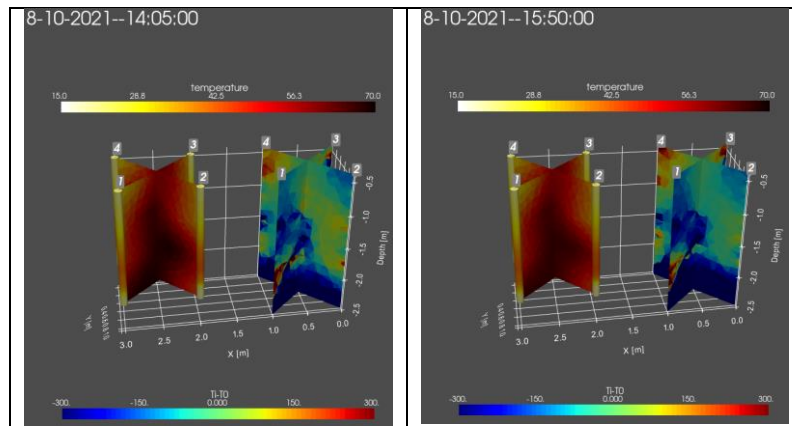 8-10-2021--14:05:00
temperature
15.0 28.8 42.5 56.3 70.0
4 3 4 3
1 2 1 2
-0.5
-1.0
-1.5
-2.0
-2.5
Depth [m]
3.0 2.5 2.0 1.5 1.0 0.5 0.0
X [m]
Ti-T0
-300. -150. 0.000 150. 300.
8-10-2021--15:50:00
temperature
15.0 28.8 42.5 56.3 70.0
4 3 4 3
1 2 1 2
-0.5
-1.0
-1.5
-2.0
-2.5
Depth [m]
3.0 2.5 2.0 1.5 1.0 0.5 0.0
X [m]
Ti-T0
-300. -150. 0.000 150. 300.